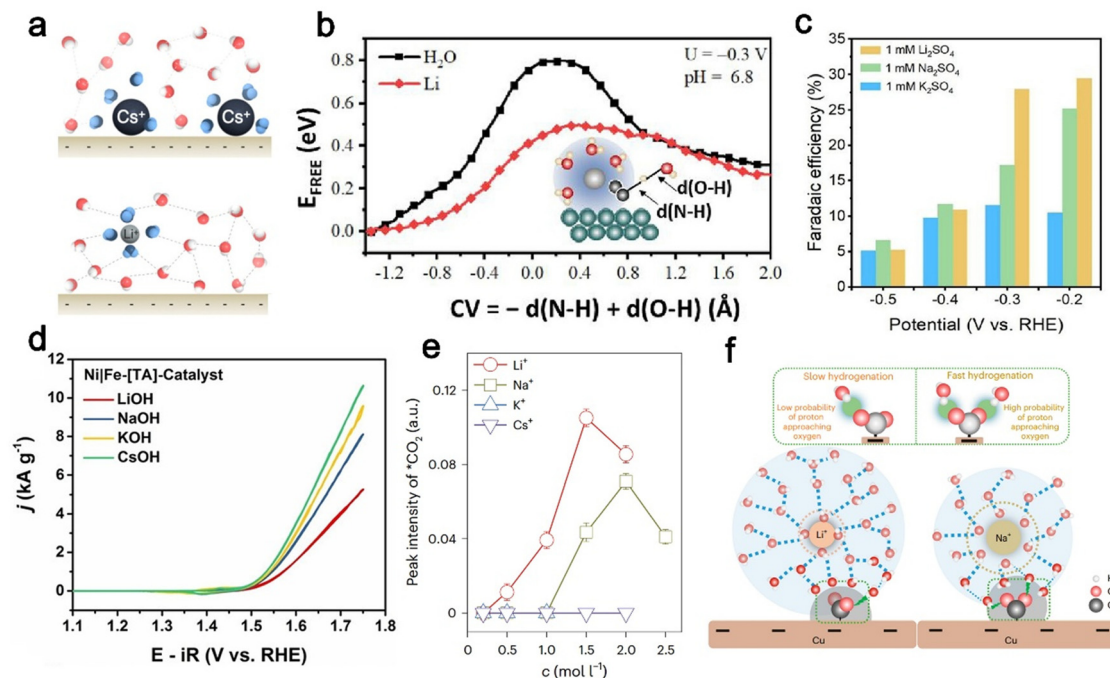 a
Cs⁺
Cs⁺
- - - - - - - - -
Li⁺
- - - - - - - - -
b
H₂O
Li
U = –0.3 V
pH = 6.8
E_FREE (eV)
0.8
0.6
0.4
0.2
0.0
d(O-H)
d(N-H)
-1.2
-0.8
-0.4
0.0
0.4
0.8
1.2
1.6
2.0
CV = – d(N-H) + d(O-H) (Å)
c
1 mM Li₂SO₄
1 mM Na₂SO₄
1 mM K₂SO₄
Faradaic efficiency (%)
35
30
25
20
15
10
5
0
-0.5
-0.4
-0.3
-0.2
Potential (V vs. RHE)
d
Ni|Fe-[TA]-Catalyst
LiOH
NaOH
KOH
CsOH
j (kA g⁻¹)
12
10
8
6
4
2
0
1.1
1.2
1.3
1.4
1.5
1.6
1.7
1.8
E - iR (V vs. RHE)
e
Li⁺
Na⁺
K⁺
Cs⁺
Peak intensity of *CO₂ (a.u.)
0.12
0.08
0.04
0
0
0.5
1.0
1.5
2.0
2.5
c (mol l⁻¹)
f
Slow hydrogenation
Fast hydrogenation
Low probability
of proton
approaching
oxygen
High probability
of proton
approaching
oxygen
Li⁺
Na⁺
H
Cu
Cu